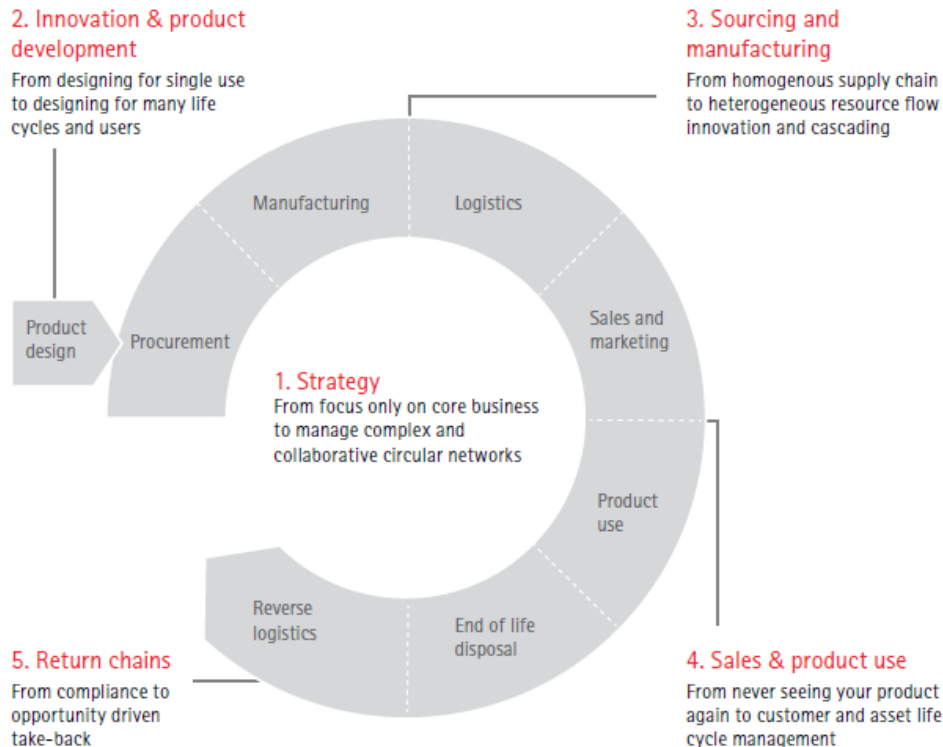 2. Innovation & product
development
From designing for single use
to designing for many life
cycles and users
3. Sourcing and
manufacturing
From homogenous supply chain
to heterogeneous resource flow
innovation and cascading
Manufacturing
Logistics
Product
design
Procurement
Sales and
marketing
1. Strategy
From focus only on core business
to manage complex and
collaborative circular networks
Product
use
Reverse
logistics
End of life
disposal
5. Return chains
From compliance to
opportunity driven
take-back
4. Sales & product use
From never seeing your product
again to customer and asset life
cycle management